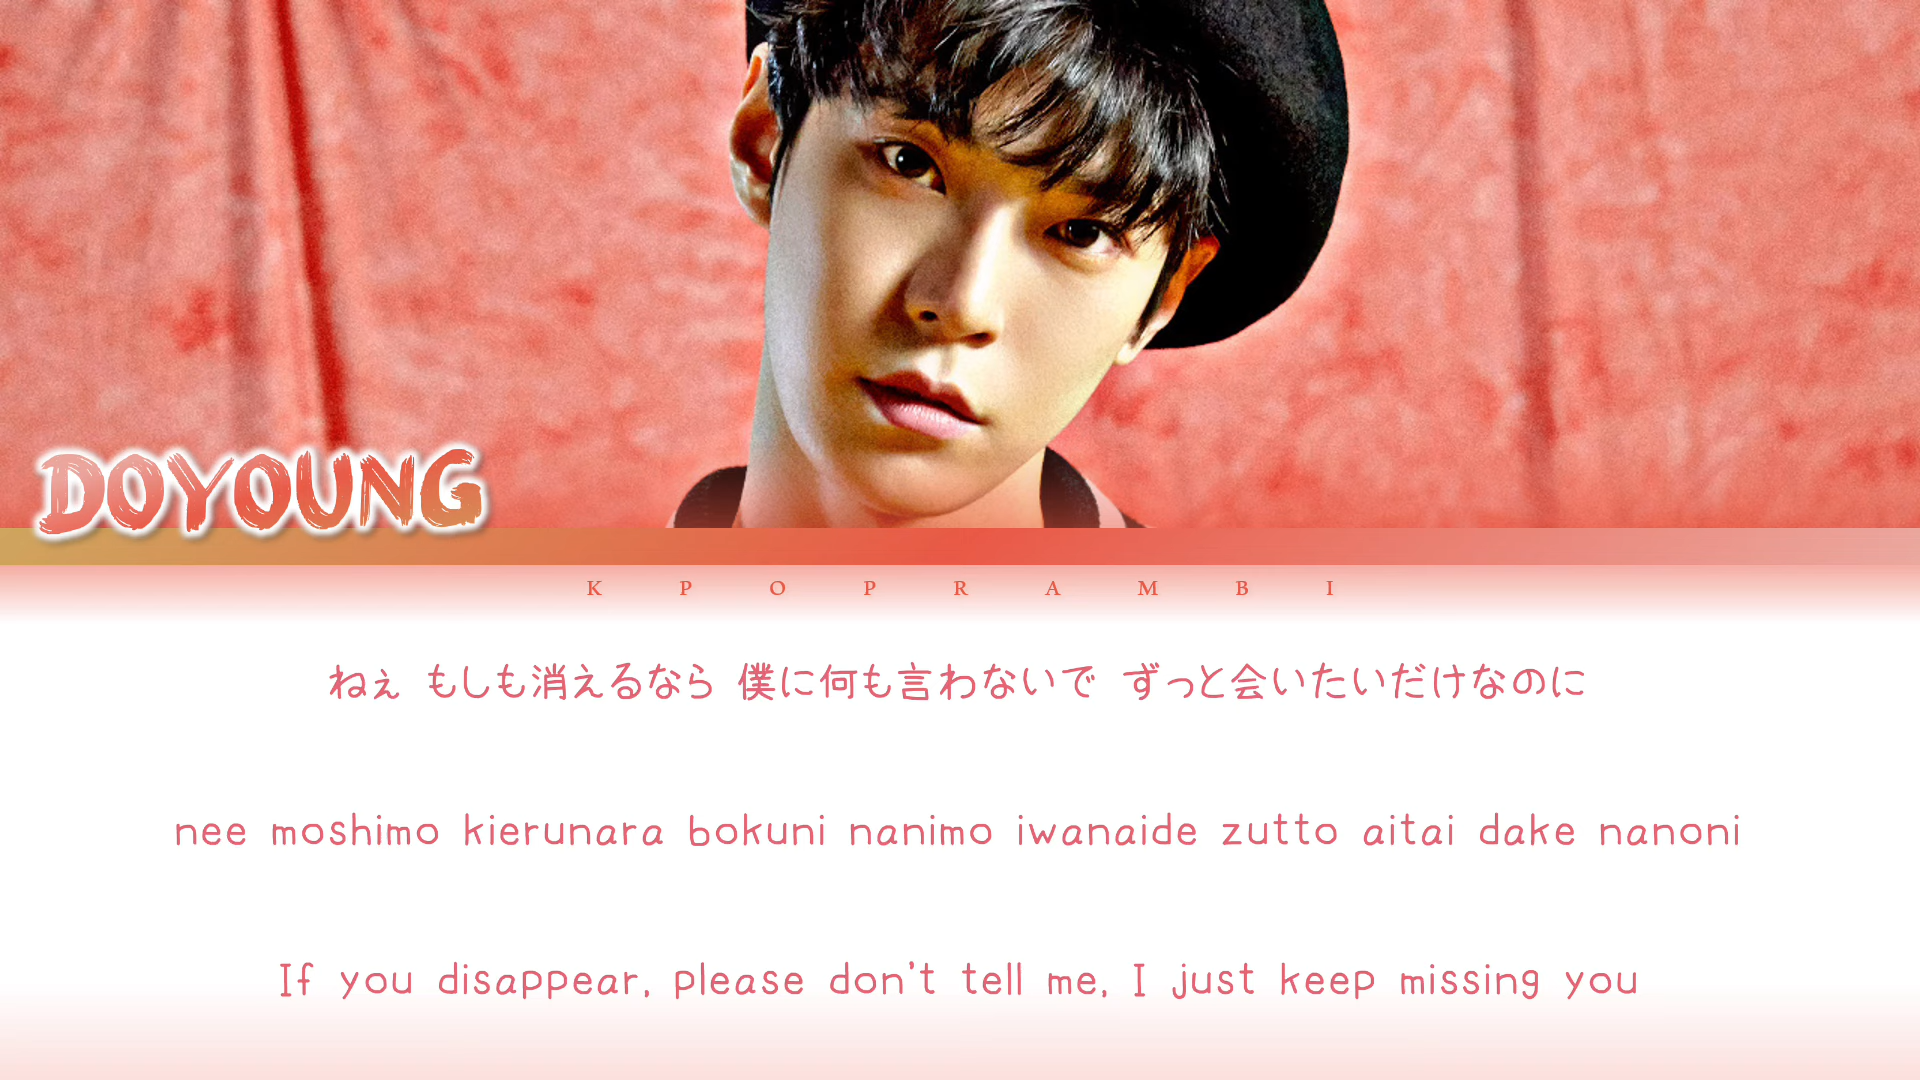 DOYOUNG
KPOPRAMBI
ねぇ もしも消えるなら 僕に何も言わないで ずっと会いたいだけなのに
nee moshimo kierunara bokuni nanimo iwanaide zutto aitai dake nanoni
If you disappear, please don't tell me, I just keep missing you